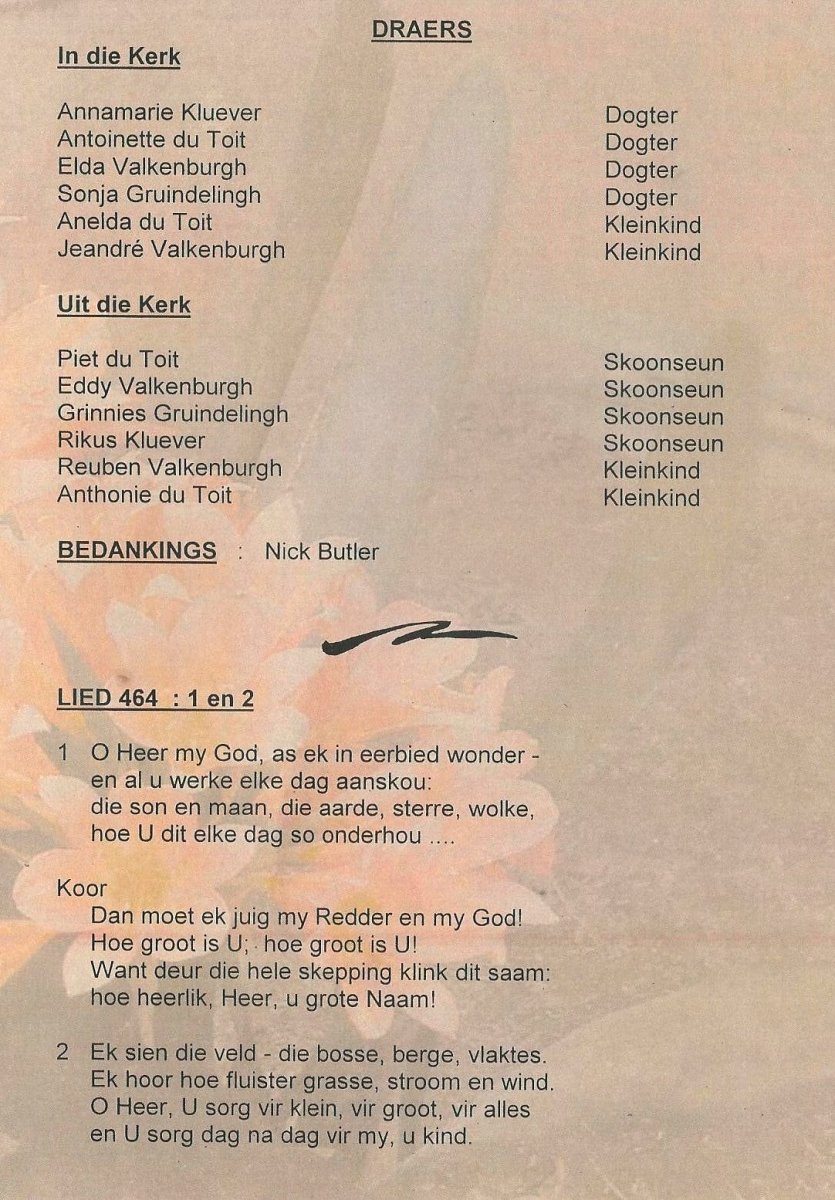 DRAERS
In die Kerk
Annamarie Kluever Dogter
Antoinette du Toit Dogter
Elda Valkenburgh Dogter
Sonja Gruindelingh Dogter
Anelda du Toit Kleinkind
Jeandré Valkenburgh Kleinkind
Uit die Kerk
Piet du Toit Skoonseun
Eddy Valkenburgh Skoonseun
Grinnies Gruindelingh Skoonseun
Rikus Kluever Skoonseun
Reuben Valkenburgh Kleinkind
Anthonie du Toit Kleinkind
BEDANKINGS : Nick Butler
LIED 464 : 1 en 2
1 O Heer my God, as ek in eerbied wonder -
en al u werke elke dag aanskou:
die son en maan, die aarde, sterre, wolke,
hoe U dit elke dag so onderhou ....
Koor
Dan moet ek juig my Redder en my God!
Hoe groot is U; hoe groot is U!
Want deur die hele skepping klink dit saam:
hoe heerlik, Heer, u grote Naam!
2 Ek sien die veld - die bosse, berge, vlaktes.
Ek hoor hoe fluister grasse, stroom en wind.
O Heer, U sorg vir klein, vir groot, vir alles
en U sorg dag na dag vir my, u kind.